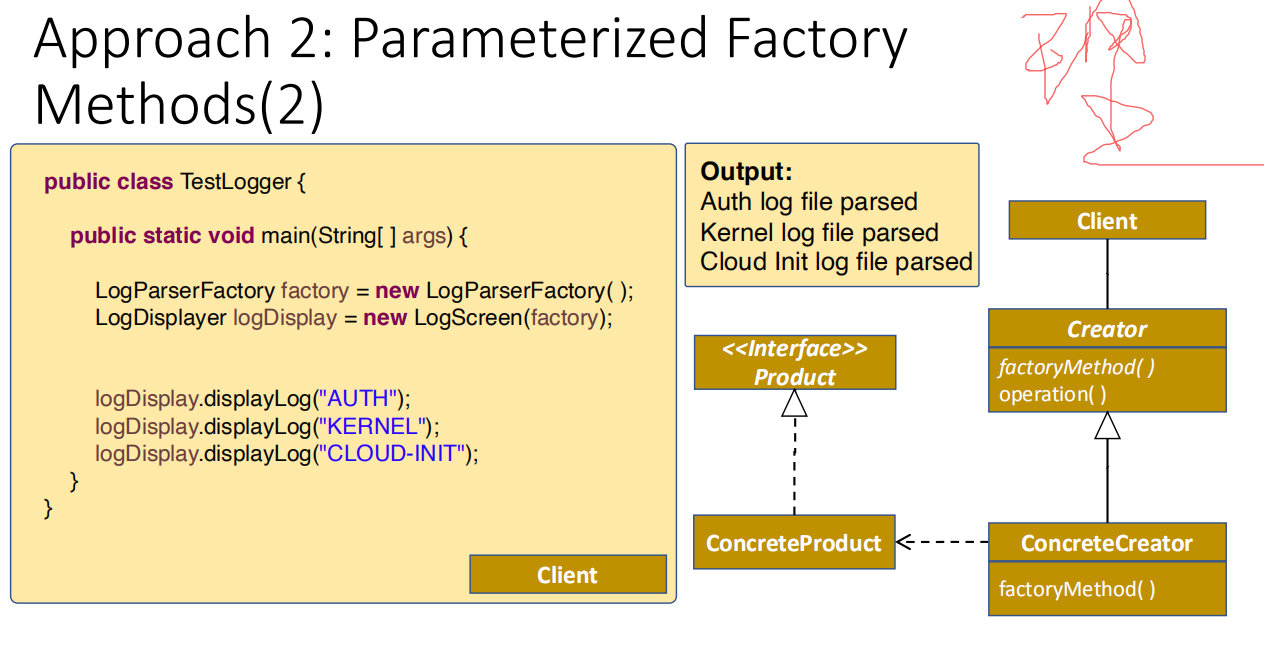 Approach 2: Parameterized Factory
Methods(2)
public class TestLogger {
public static void main(String[ ] args) {
LogParserFactory factory = new LogParserFactory( );
LogDisplayer logDisplay = new LogScreen(factory);
logDisplay.displayLog("AUTH");
logDisplay.displayLog("KERNEL");
logDisplay.displayLog("CLOUD-INIT");
}
}
Client
Output:
Auth log file parsed
Kernel log file parsed
Cloud Init log file parsed
<<Interface>>
Product
ConcreteProduct
Client
Creator
factoryMethod( )
operation( )
ConcreteCreator
factoryMethod( )